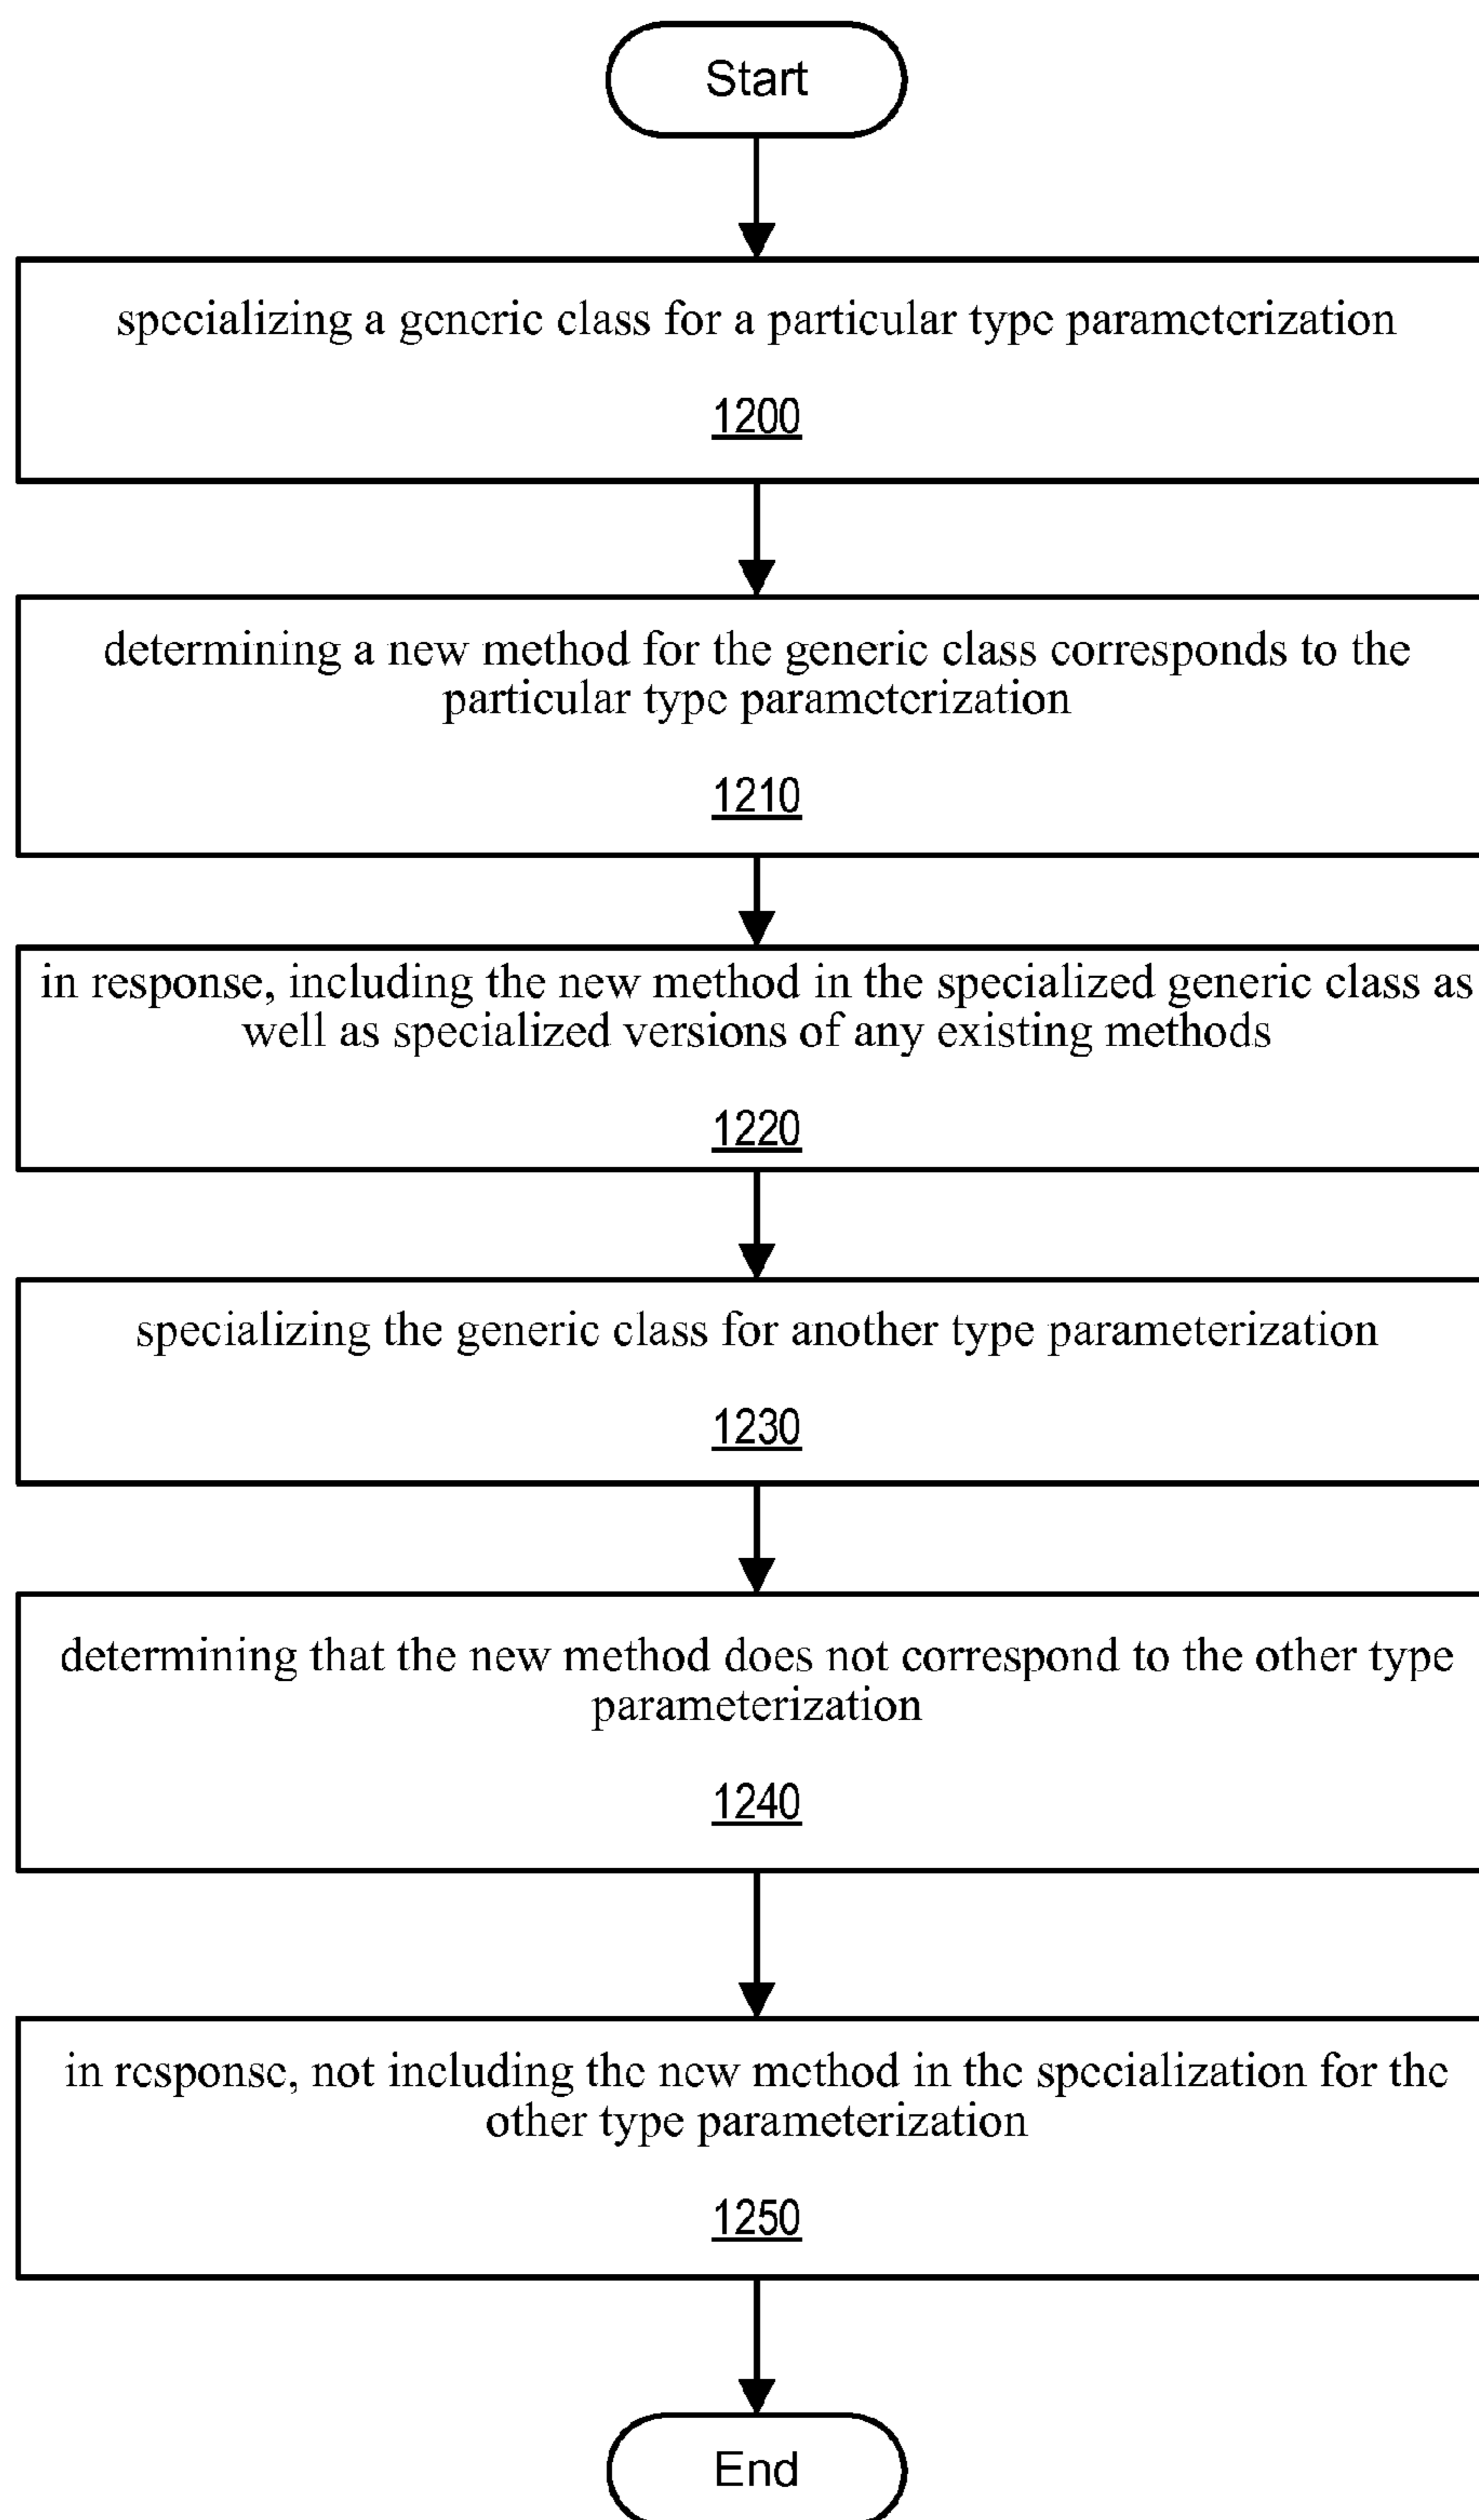 Start
specializing a generic class for a particular type parameterization
1200
determining a new method for the generic class corresponds to the
particular type parameterization
1210
in response, including the new method in the specialized generic class as
well as specialized versions of any existing methods
1220
specializing the generic class for another type parameterization
1230
determining that the new method does not correspond to the other type
parameterization
1240
in response, not including the new method in the specialization for the
other type parameterization
1250
End